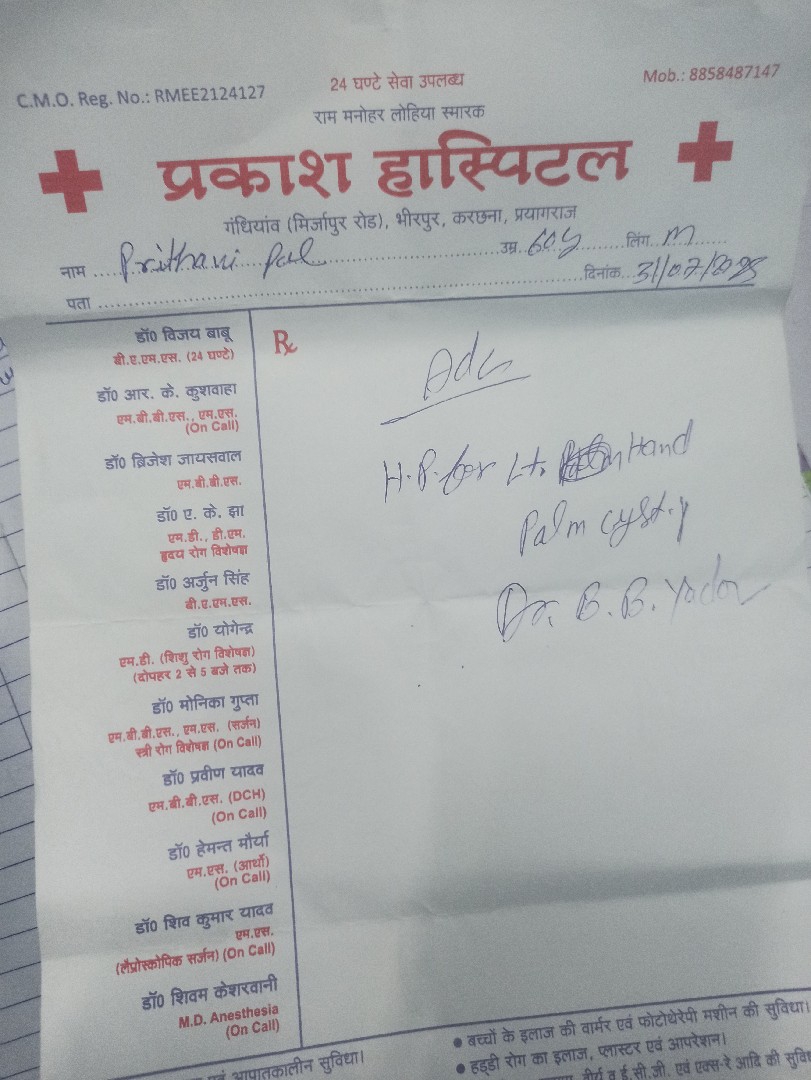 C.M.O. Reg. No.: RMEE2124127
24 घण्टे सेवा उपलब्ध
Mob.: 8858487147
राम मनोहर लोहिया स्मारक
प्रकाश हास्पिटल
गंधियांव (मिर्जापुर रोड), भीरपुर, करछना, प्रयागराज
नाम ... Prithani Pal ... उम्र. 60y ... लिंग. M
पता ... दिनांक... 31/07/2025
डॉ0 विजय बाबू
बी.ए.एम.एस. (24 घण्टे)
Rx
Adv
डॉ0 आर. के. कुशवाहा
एम.बी.बी.एस., एम.एस.
(On Call)
H.P. for Lt. Hand
Palm cyst.
Dr. B. B. Yadav
डॉ0 ब्रिजेश जायसवाल
एम.बी.बी.एस.
डॉ0 ए. के. झा
एम.डी., डी.एम.
हृदय रोग विशेषज्ञ
डॉ0 अर्जुन सिंह
बी.ए.एम.एस.
डॉ0 योगेन्द्र
एम.डी. (शिशु रोग विशेषज्ञ)
(दोपहर 2 से 5 बजे तक)
डॉ0 मोनिका गुप्ता
एम.बी.बी.एस., एम.एस. (सर्जन)
स्त्री रोग विशेषज्ञ (On Call)
डॉ0 प्रवीण यादव
एम.बी.बी.एस. (DCH)
(On Call)
डॉ0 हेमन्त मौर्या
एम.एस. (आर्थो)
(On Call)
डॉ0 शिव कुमार यादव
एम.एस.
(लैप्रोस्कोपिक सर्जन) (On Call)
डॉ0 शिवम केशरवानी
M.D. Anesthesia
(On Call)
एवं आपातकालीन सुविधा।
● बच्चों के इलाज की वार्मर एवं फोटोथेरेपी मशीन की सुविधा।
● हड्डी रोग का इलाज, प्लास्टर एवं आपरेशन।
व ई.सी.जी. एवं एक्स-रे आदि की